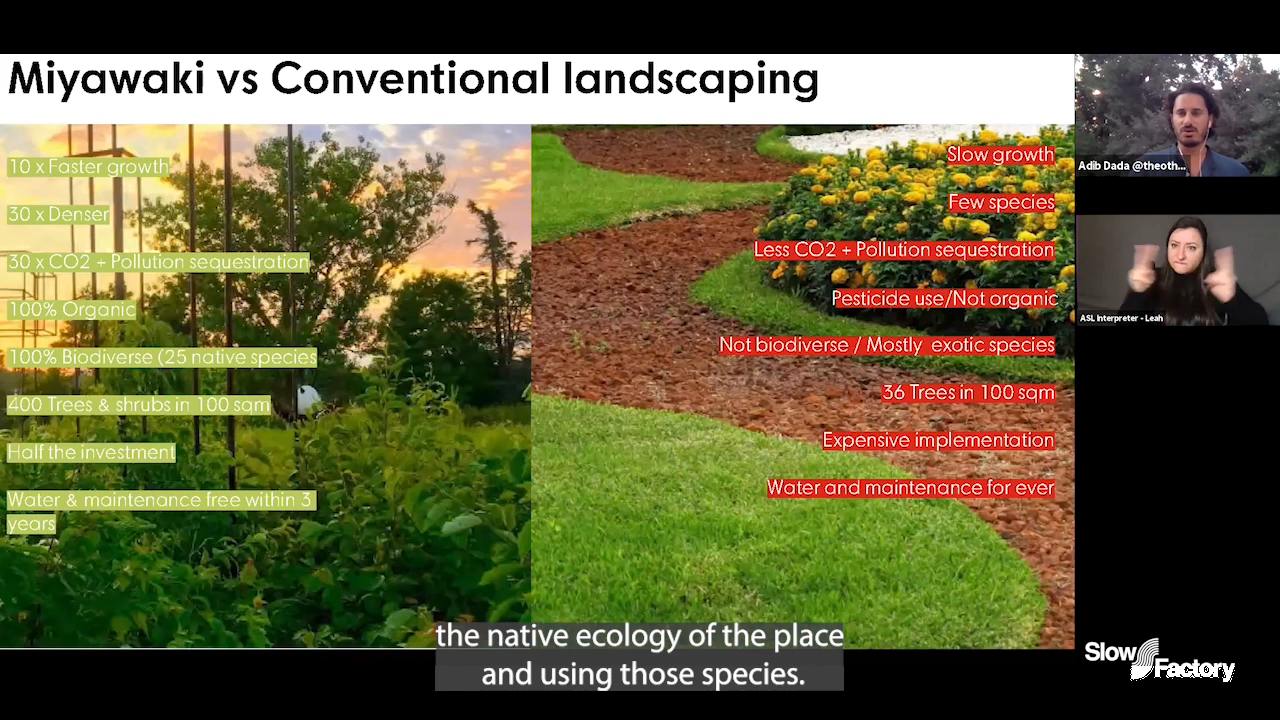 Miyawaki vs Conventional landscaping
10 x Faster growth
30 x Denser
30 x CO2 + Pollution sequestration
100% Organic
100% Biodiverse (25 native species
400 Trees & shrubs in 100 sqm
Half the investment
Water & maintenance free within 3
years
Slow growth
Few species
Less CO2 + Pollution sequestration
Pesticide use/Not organic
Not biodiverse / Mostly exotic species
36 Trees in 100 sqm
Expensive implementation
Water and maintenance for ever
Adib Dada @theoth...
ASL Interpreter - Leah
the native ecology of the place
and using those species.
Slow
Factory